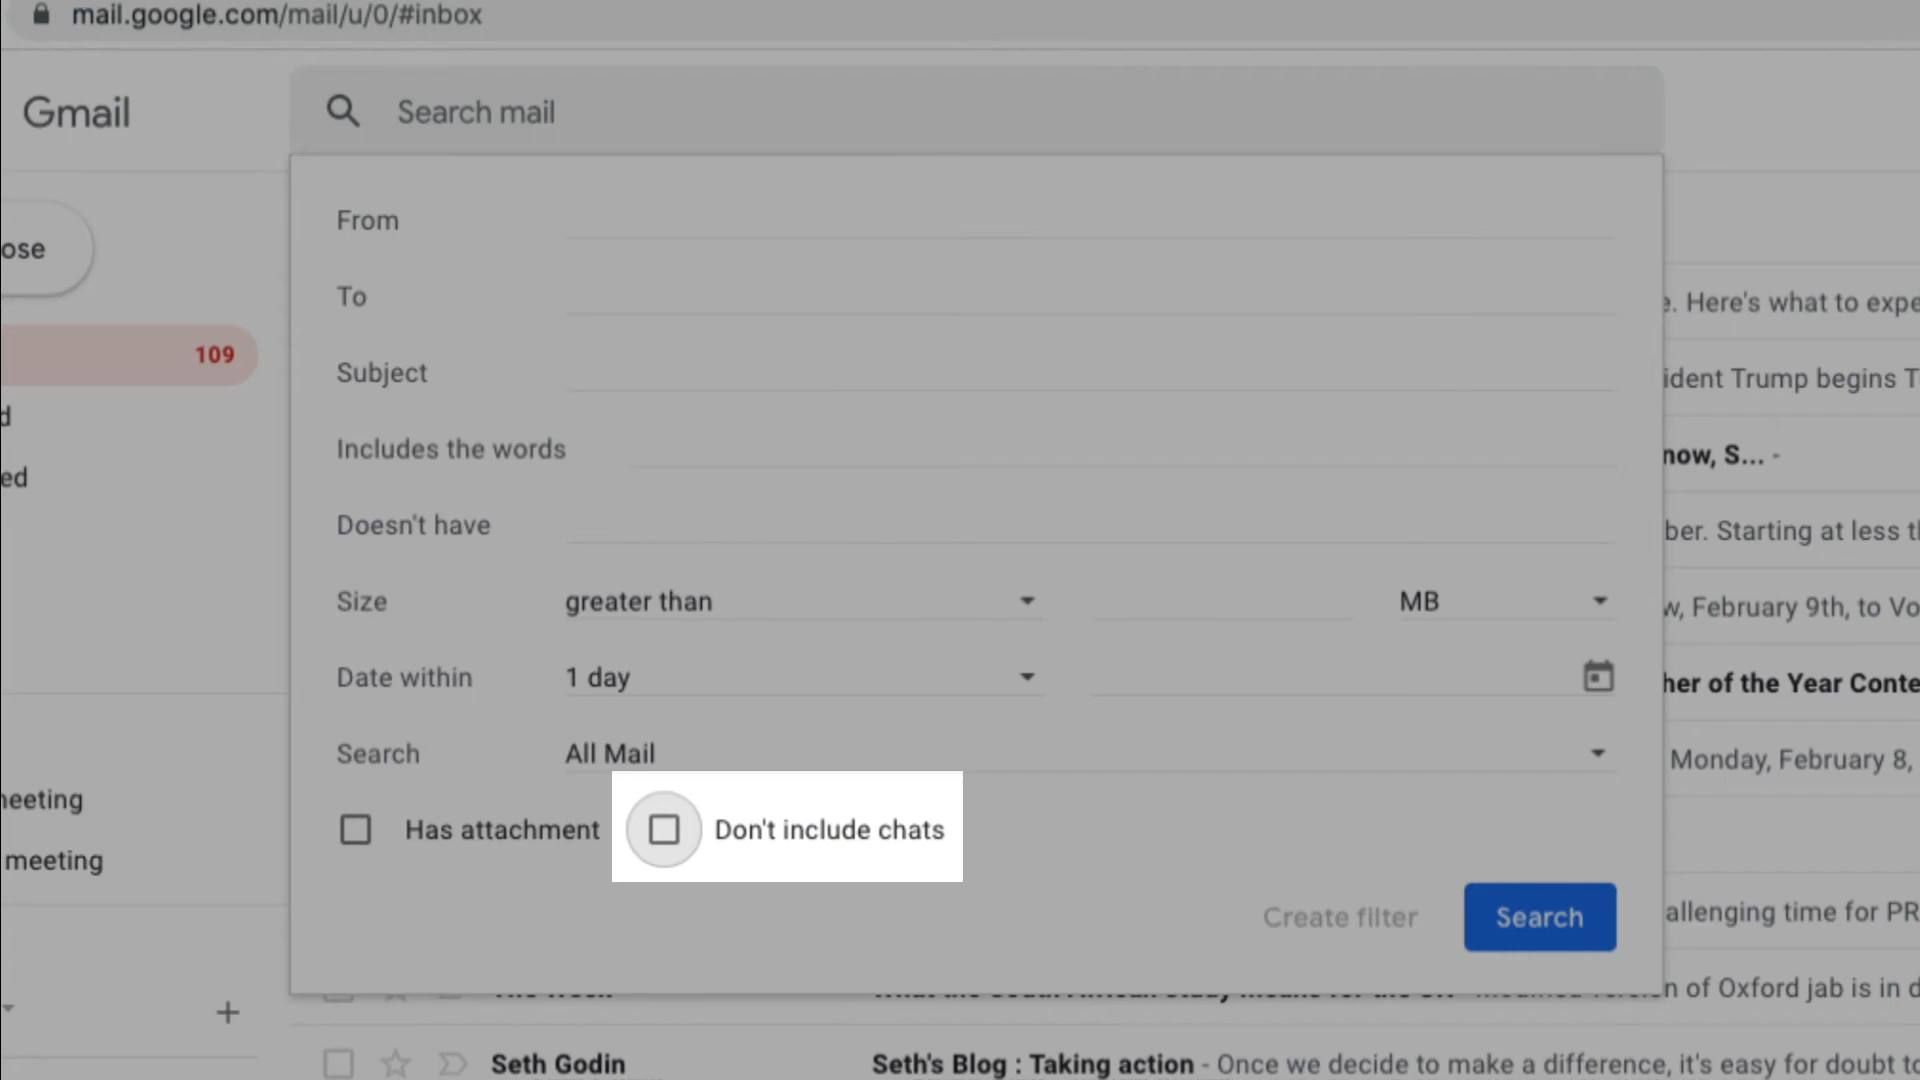 mail.google.com/mail/u/0/#inbox
Gmail
Search mail
ose
109
d
ed
neeting
meeting
From
To
Subject
Includes the words
Doesn't have
Size greater than MB
Date within 1 day
Search All Mail
Has attachment Don't include chats
Create filter Search
e. Here's what to expe
ident Trump begins T
now, S... -
ber. Starting at less th
w, February 9th, to Vo
her of the Year Conte
Monday, February 8,
allenging time for PR
n of Oxford jab is in d
Seth Godin Seth's Blog : Taking action - Once we decide to make a difference, it's easy for doubt to